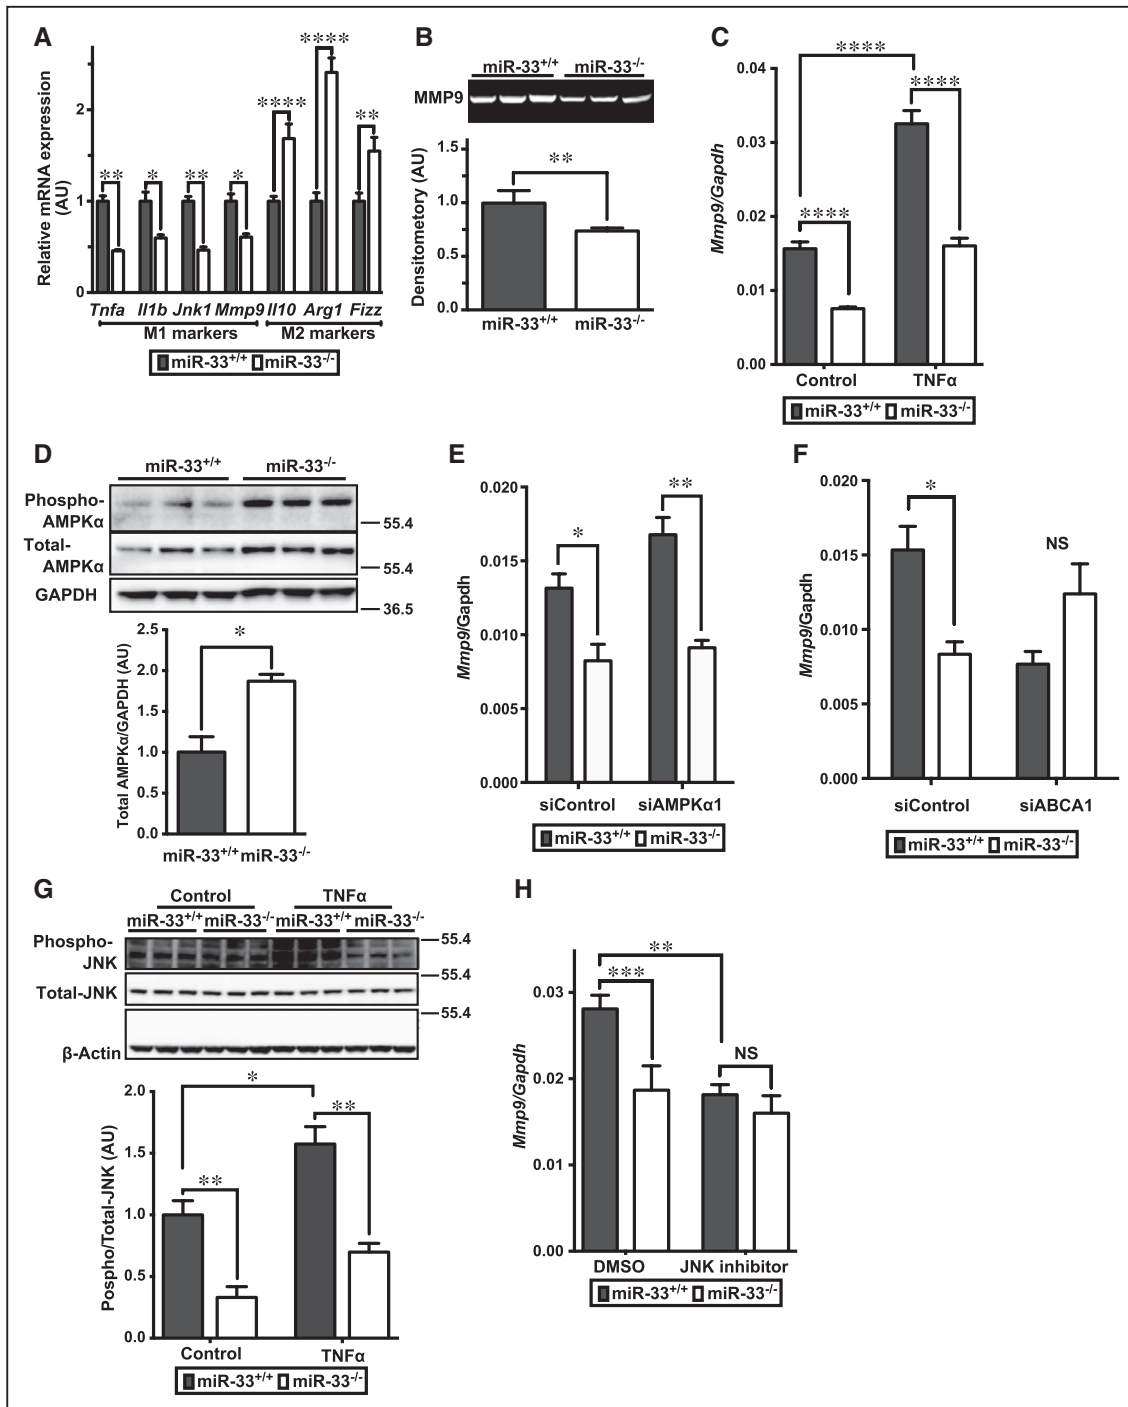 A
Relative mRNA expression
(AU)
2
1
0
** * ** * **** **** **
Tnfa Il1b Jnk1 Mmp9 Il10 Arg1 Fizz
M1 markers M2 markers
miR-33+/+ miR-33-/-
B
miR-33+/+ miR-33-/-
MMP9
Densitometory (AU)
1.5
1.0
0.5
0.0
**
miR-33+/+ miR-33-/-
C
Mmp9/Gapdh
0.04
0.03
0.02
0.01
0.00
****
****
****
Control TNFα
miR-33+/+ miR-33-/-
D
miR-33+/+ miR-33-/-
Phospho-
AMPKα
55.4
Total-
AMPKα
55.4
GAPDH
36.5
Total AMPKα/GAPDH (AU)
2.5
2.0
1.5
1.0
0.5
0.0
*
miR-33+/+ miR-33-/-
E
Mmp9/Gapdh
0.020
0.015
0.010
0.005
0.000
*
**
siControl siAMPKα1
miR-33+/+ miR-33-/-
F
Mmp9/Gapdh
0.020
0.015
0.010
0.005
0.000
*
NS
siControl siABCA1
miR-33+/+ miR-33-/-
G
Control TNFα
miR-33+/+ miR-33-/- miR-33+/+ miR-33-/-
Phospho-
JNK
55.4
Total-JNK
55.4
55.4
β-Actin
Pospho/Total-JNK (AU)
2.0
1.5
1.0
0.5
0.0
*
**
**
Control TNFα
miR-33+/+ miR-33-/-
H
Mmp9/Gapdh
0.03
0.02
0.01
0.00
**
***
NS
DMSO JNK inhibitor
miR-33+/+ miR-33-/-